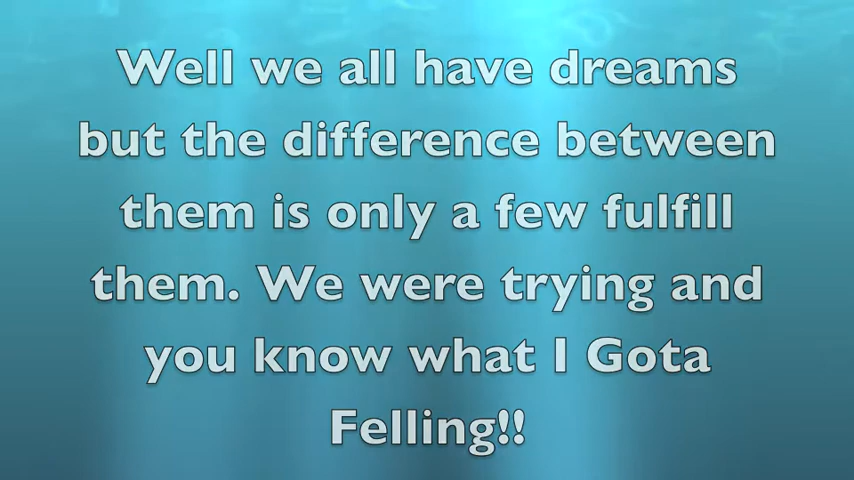 Well we all have dreams
but the difference between
them is only a few fulfill
them. We were trying and
you know what I Gota
Felling!!